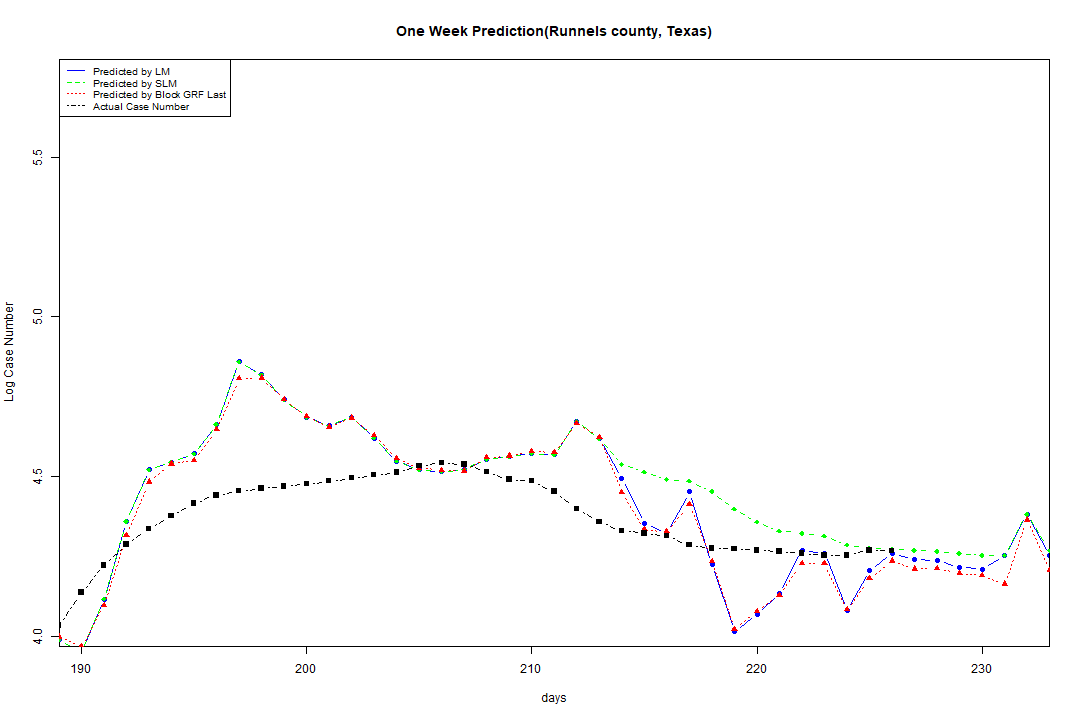 One Week Prediction(Runnels county, Texas)
Predicted by LM
Predicted by SLM
Predicted by Block GRF Last
Actual Case Number
5.5
5.0
4.5
4.0
Log Case Number
190 200 210 220 230
days